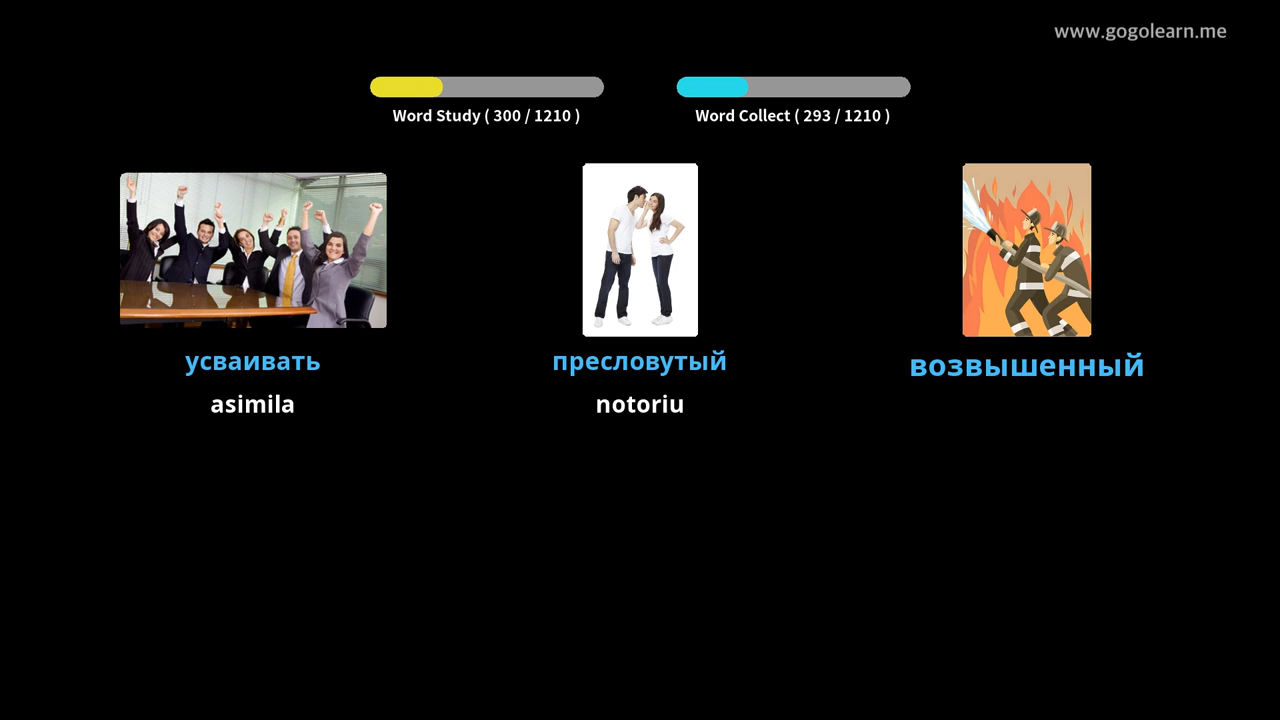 www.gogolearn.me
Word Study ( 300 / 1210 )
Word Collect ( 293 / 1210 )
усваивать
asimila
пресловутый
notoriu
возвышенный